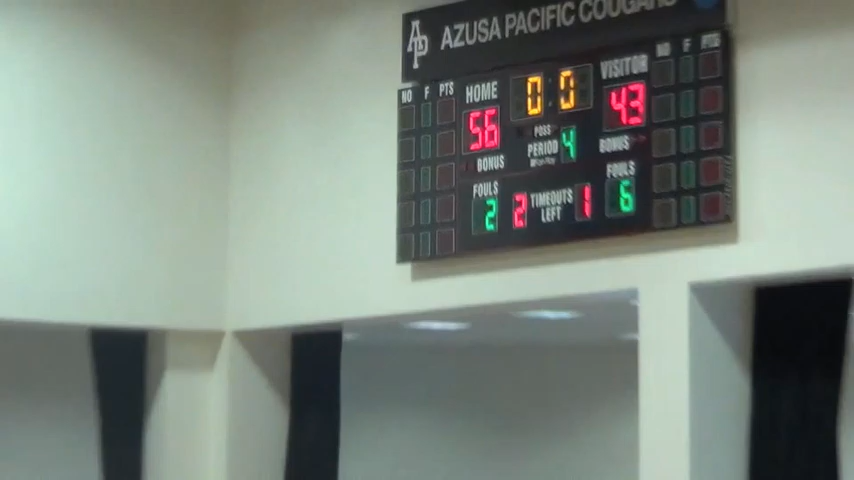 AP AZUSA PACIFIC COUGARS
NO F PTS HOME 0:0 VISITOR NO F PTS
56 43
POSS
PERIOD 4
BONUS BONUS
FOULS FOULS
2 2 TIMEOUTS LEFT 1 6